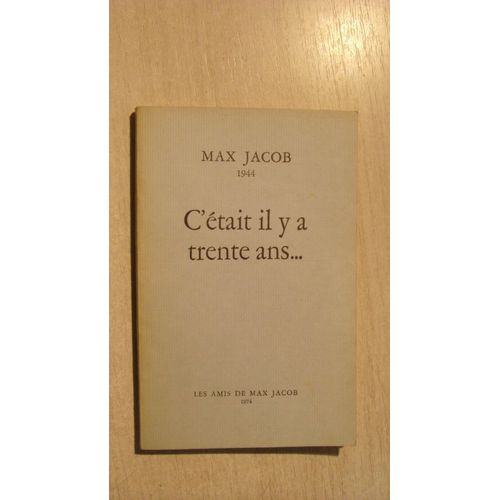 MAX JACOB
1944
C'était il y a
trente ans...
LES AMIS DE MAX JACOB
1974